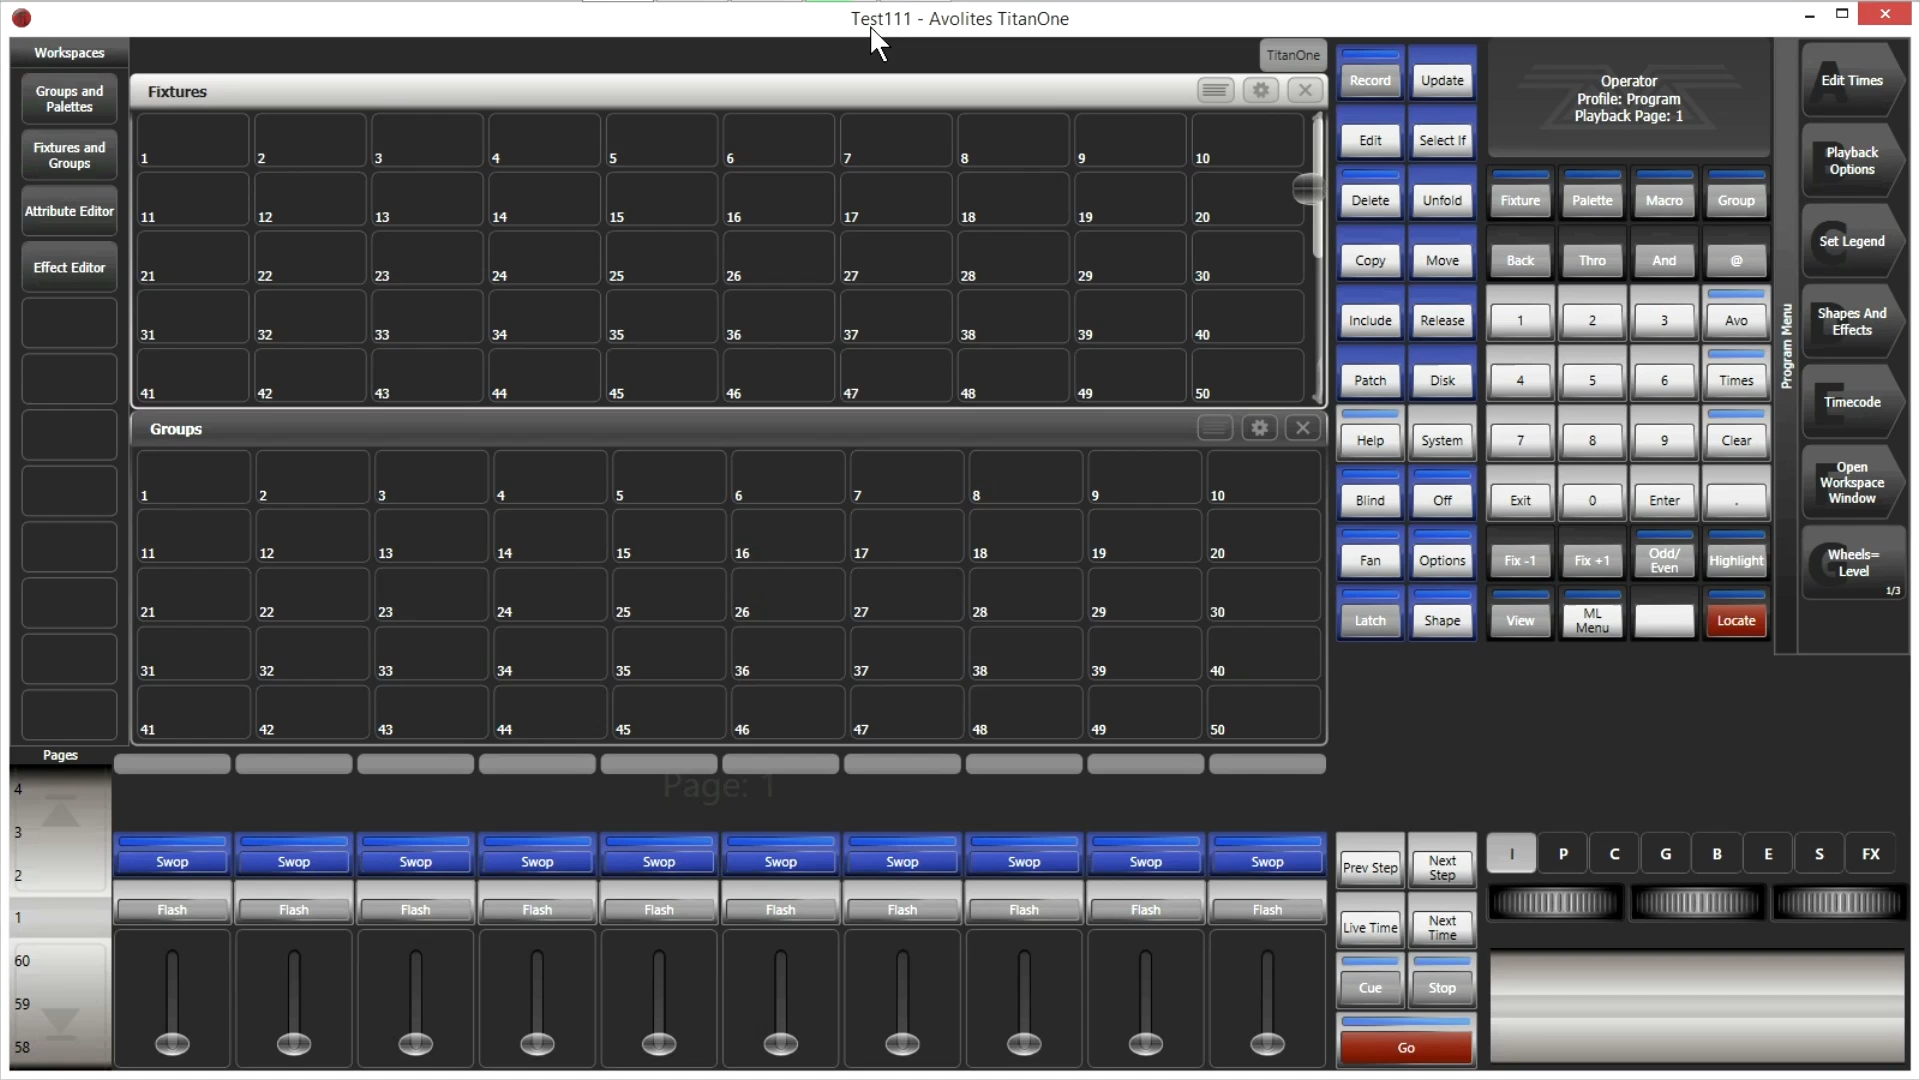 Test111 - Avolites TitanOne
Workspaces
Groups and
Palettes
Fixtures and
Groups
Attribute Editor
Effect Editor
TitanOne
Fixtures
1 2 3 4 5 6 7 8 9 10
11 12 13 14 15 16 17 18 19 20
21 22 23 24 25 26 27 28 29 30
31 32 33 34 35 36 37 38 39 40
41 42 43 44 45 46 47 48 49 50
Groups
1 2 3 4 5 6 7 8 9 10
11 12 13 14 15 16 17 18 19 20
21 22 23 24 25 26 27 28 29 30
31 32 33 34 35 36 37 38 39 40
41 42 43 44 45 46 47 48 49 50
Record Update
Edit Select If
Delete Unfold
Copy Move
Include Release
Patch Disk
Help System
Blind Off
Fan Options
Latch Shape
Operator
Profile: Program
Playback Page: 1
Fixture Palette Macro Group
Back Thro And @
1 2 3 Avo
4 5 6 Times
7 8 9 Clear
Exit 0 Enter .
Fix -1 Fix +1 Odd/
Even Highlight
View ML
Menu Locate
Program Menu
A Edit Times
Playback
Options
C Set Legend
D Shapes And
Effects
E Timecode
Open
Workspace
Window
G Wheels=
Level
1/3
Pages
4
3
2
1
60
59
58
Page: 1
Swop Swop Swop Swop Swop Swop Swop Swop Swop Swop
Flash Flash Flash Flash Flash Flash Flash Flash Flash Flash
Prev Step Next
Step
Live Time Next
Time
Cue Stop
Go
I P C G B E S FX